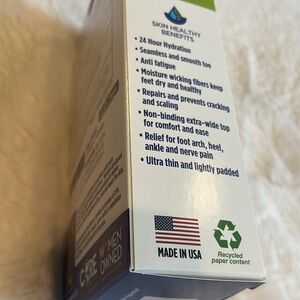 SKIN HEALTHY
BENEFITS
• 24 Hour Hydration
• Seamless and smooth toe
• Anti fatigue
• Moisture wicking fibers keep
feet dry and healthy
• Repairs and prevents cracking
and scaling
• Non-binding extra-wide top
for comfort and ease
• Relief for foot arch, heel,
ankle and nerve pain
• Ultra thin and lightly padded
MADE IN USA
Recycled
paper content
WOMEN
OWNED